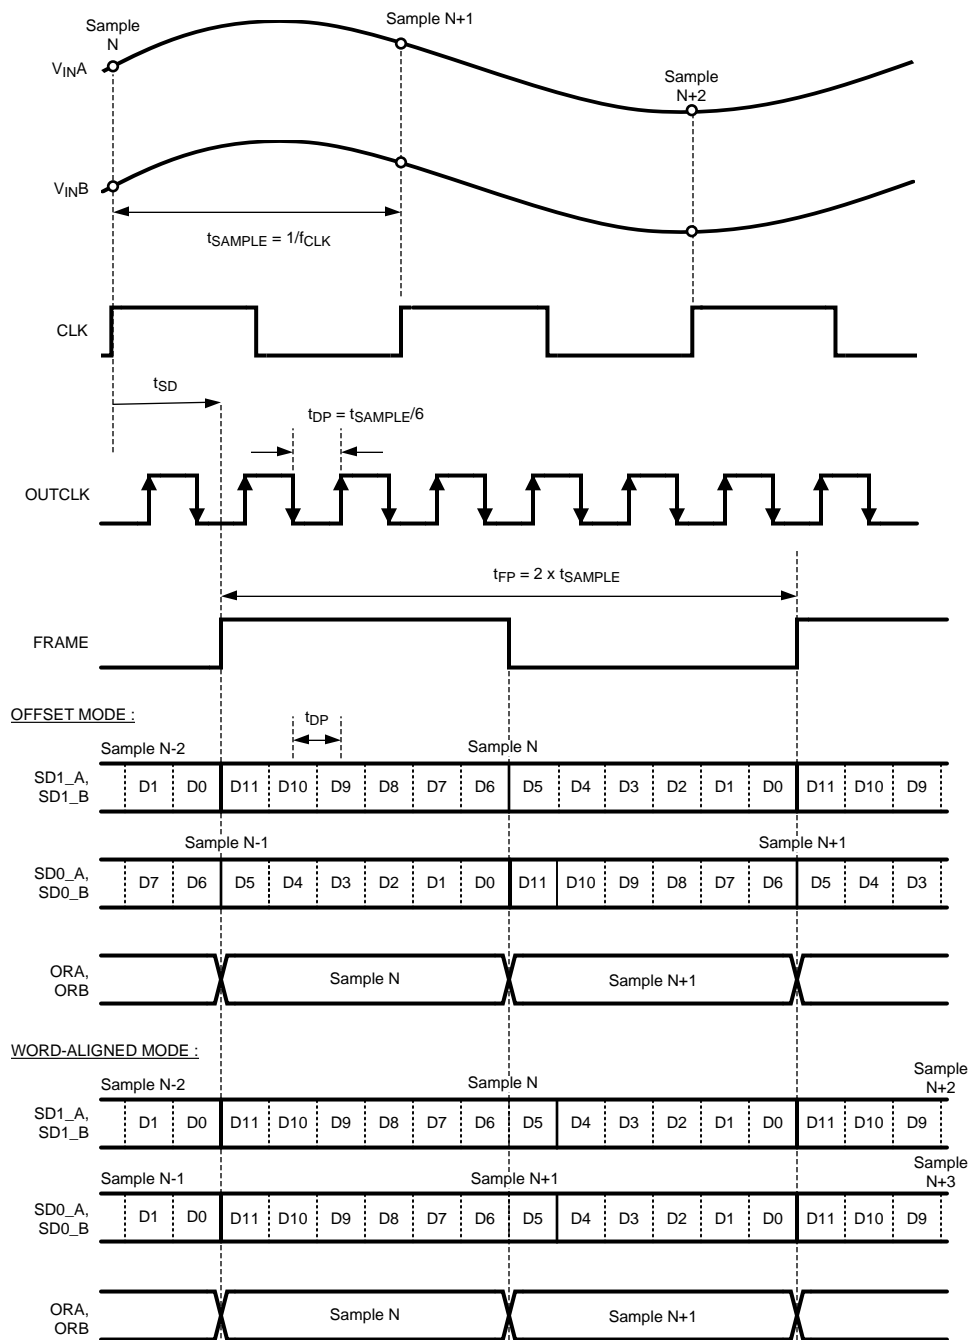 Sample N+1
Sample
N
VINA
Sample
N+2
VINB
tSAMPLE = 1/fCLK
CLK
tSD
tDP = tSAMPLE/6
OUTCLK
tFP = 2 x tSAMPLE
FRAME
OFFSET MODE :
tDP
Sample N-2 Sample N
SD1_A,
SD1_B
D1 D0 D11 D10 D9 D8 D7 D6 D5 D4 D3 D2 D1 D0 D11 D10 D9
Sample N-1 Sample N+1
SD0_A,
SD0_B
D7 D6 D5 D4 D3 D2 D1 D0 D11 D10 D9 D8 D7 D6 D5 D4 D3
ORA,
ORB
Sample N Sample N+1
WORD-ALIGNED MODE :
Sample N-2 Sample N Sample
N+2
SD1_A,
SD1_B
D1 D0 D11 D10 D9 D8 D7 D6 D5 D4 D3 D2 D1 D0 D11 D10 D9
Sample N-1 Sample N+1 Sample
N+3
SD0_A,
SD0_B
D1 D0 D11 D10 D9 D8 D7 D6 D5 D4 D3 D2 D1 D0 D11 D10 D9
ORA,
ORB
Sample N Sample N+1